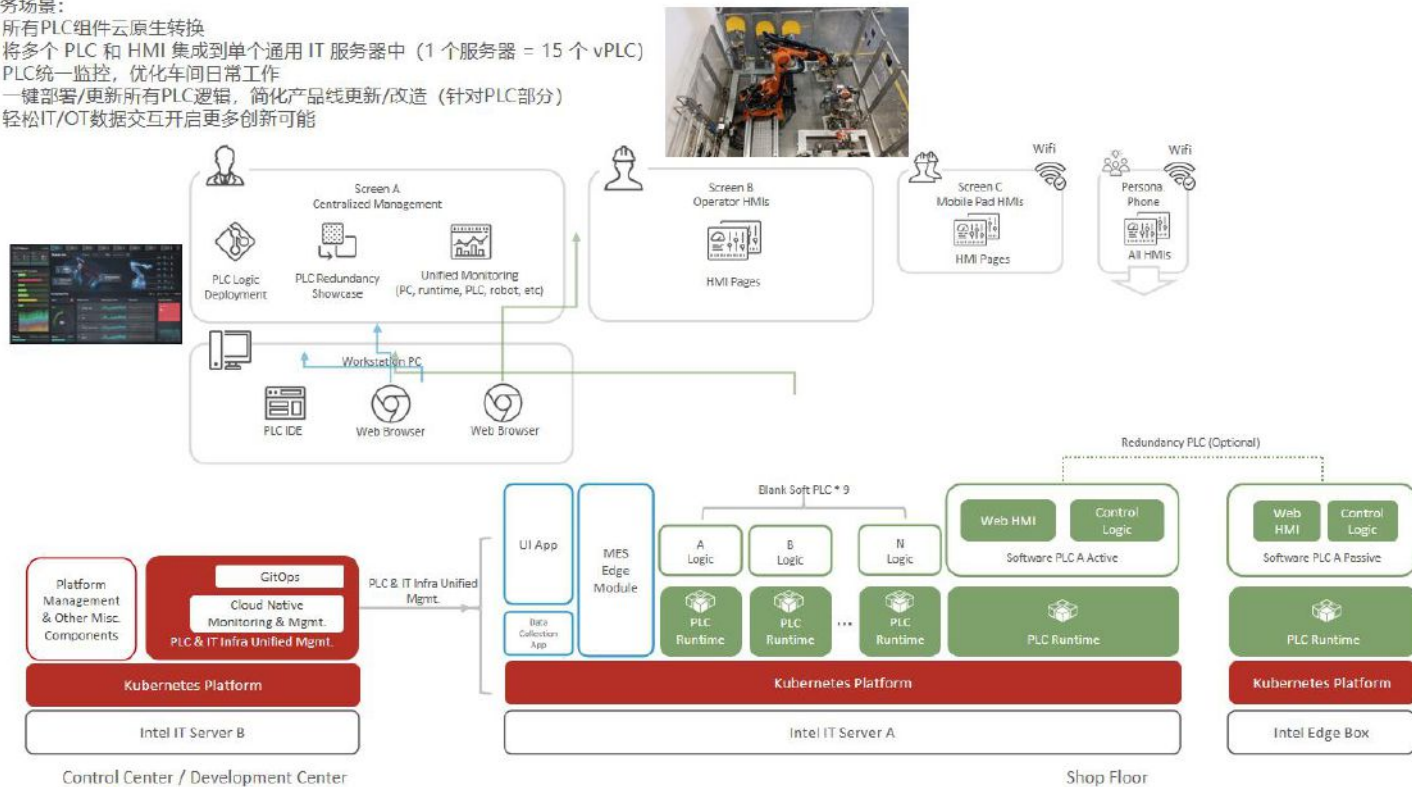 务场景：
所有PLC组件云原生转换
将多个 PLC 和 HMI 集成到单个通用 IT 服务器中（1 个服务器 = 15 个 vPLC）
PLC统一监控，优化车间日常工作
一键部署/更新所有PLC逻辑，简化产品线更新/改造（针对PLC部分）
轻松IT/OT数据交互开启更多创新可能
Screen A
Centralized Management
PLC Logic
Deployment
PLC Redundancy
Showcase
Unified Monitoring
(PC, runtime, PLC, robot, etc)
Screen B
Operator HMIs
HMI Pages
Wifi
Screen C
Mobile Pad HMIs
HMI Pages
Wifi
Persona
Phone
All HMIs
Workstation PC
PLC IDE
Web Browser
Web Browser
Redundancy PLC (Optional)
Blank Soft PLC * 9
UI App
Data
Collection
App
MES
Edge
Module
A
Logic
B
Logic
N
Logic
PLC
Runtime
PLC
Runtime
...
PLC
Runtime
Web HMI
Control
Logic
Software PLC A Active
PLC Runtime
Web
HMI
Control
Logic
Software PLC A Passive
PLC Runtime
Platform
Management
& Other Misc.
Components
GitOps
Cloud Native
Monitoring & Mgmt.
PLC & IT Infra Unified Mgmt.
PLC & IT Infra Unified
Mgmt.
Kubernetes Platform
Kubernetes Platform
Kubernetes Platform
Intel IT Server B
Intel IT Server A
Intel Edge Box
Control Center / Development Center
Shop Floor